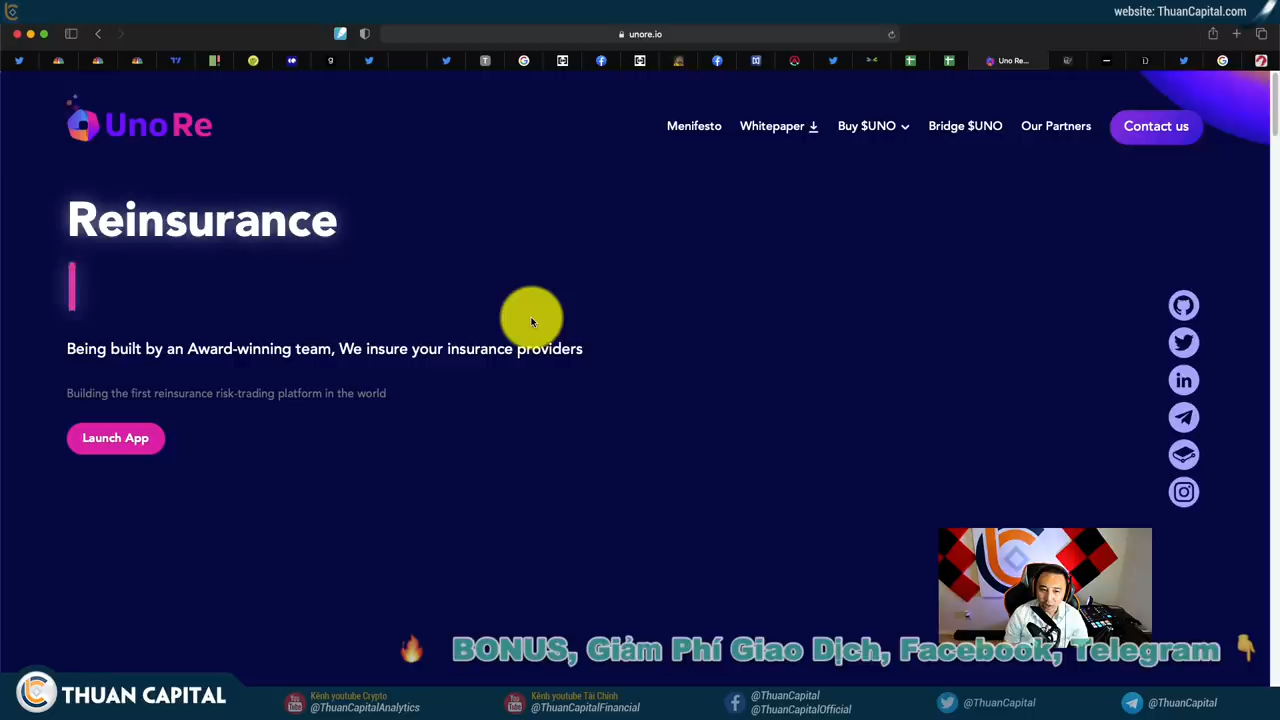 website: ThuanCapital.com
unore.io
Uno Re...
Uno Re
Menifesto
Whitepaper
Buy $UNO
Bridge $UNO
Our Partners
Contact us
Reinsurance
Being built by an Award-winning team, We insure your insurance providers
Building the first reinsurance risk-trading platform in the world
Launch App
BONUS, Giảm Phí Giao Dịch, Facebook, Telegram
THUAN CAPITAL
Kênh youtube Crypto
@ThuanCapitalAnalytics
Kênh youtube Tài Chính
@ThuanCapitalFinancial
@ThuanCapital
@ThuanCapitalOfficial
@ThuanCapital
@ThuanCapital